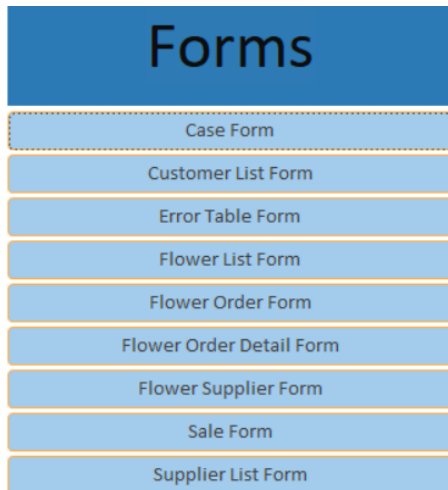 Forms
Case Form
Customer List Form
Error Table Form
Flower List Form
Flower Order Form
Flower Order Detail Form
Flower Supplier Form
Sale Form
Supplier List Form